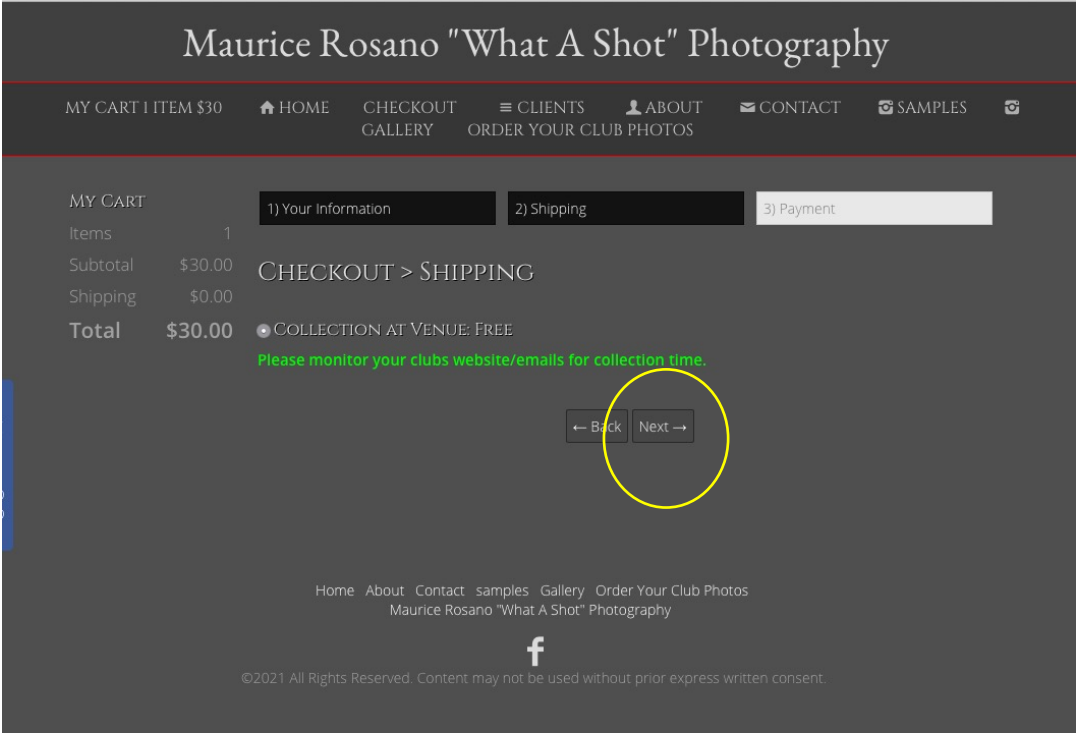 Maurice Rosano "What A Shot" Photography
MY CART 1 ITEM $30 HOME CHECKOUT CLIENTS ABOUT CONTACT SAMPLES
GALLERY ORDER YOUR CLUB PHOTOS
MY CART
Items 1
Subtotal $30.00
Shipping $0.00
Total $30.00
1) Your Information 2) Shipping 3) Payment
CHECKOUT > SHIPPING
COLLECTION AT VENUE: FREE
Please monitor your clubs website/emails for collection time.
← Back Next →
Home About Contact samples Gallery Order Your Club Photos
Maurice Rosano "What A Shot" Photography
f
©2021 All Rights Reserved. Content may not be used without prior express written consent.